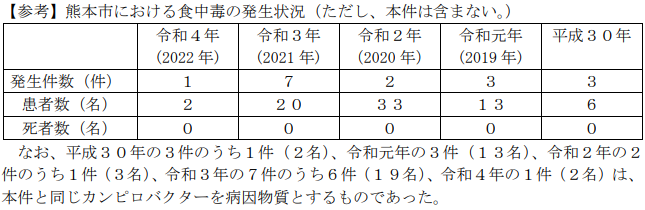 【参考】熊本市における食中毒の発生状況（ただし、本件は含まない。）
令和４年 令和３年 令和２年 令和元年 平成３０年
(2022 年) (2021 年) (2020 年) (2019 年)
発生件数（件） １ ７ ２ ３ ３
患者数（名） ２ ２０ ３３ １３ ６
死者数（名） ０ ０ ０ ０ ０
なお、平成３０年の３件のうち１件（２名）、令和元年の３件（１３名）、令和２年の２
件のうち１件（３名）、令和３年の７件のうち６件（１９名）、令和４年の１件（２名）は、
本件と同じカンピロバクターを病因物質とするものであった。